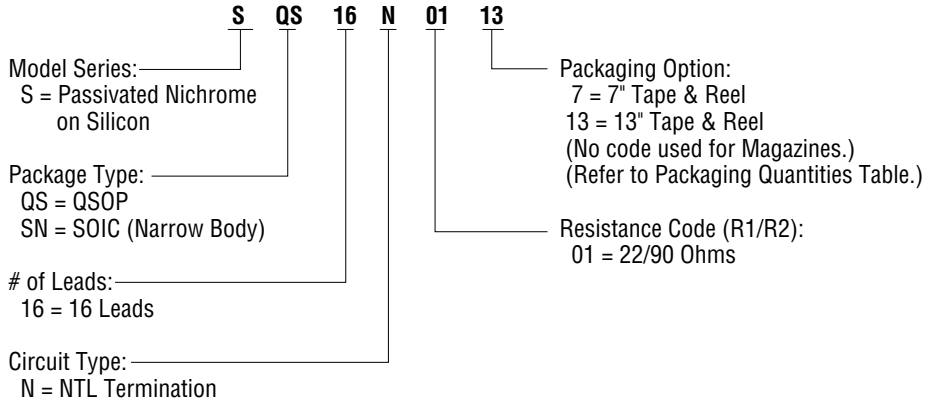 S QS 16 N 01 13
Model Series:
S = Passivated Nichrome
on Silicon
Package Type:
QS = QSOP
SN = SOIC (Narrow Body)
# of Leads:
16 = 16 Leads
Circuit Type:
N = NTL Termination
Packaging Option:
7 = 7" Tape & Reel
13 = 13" Tape & Reel
(No code used for Magazines.)
(Refer to Packaging Quantities Table.)
Resistance Code (R1/R2):
01 = 22/90 Ohms